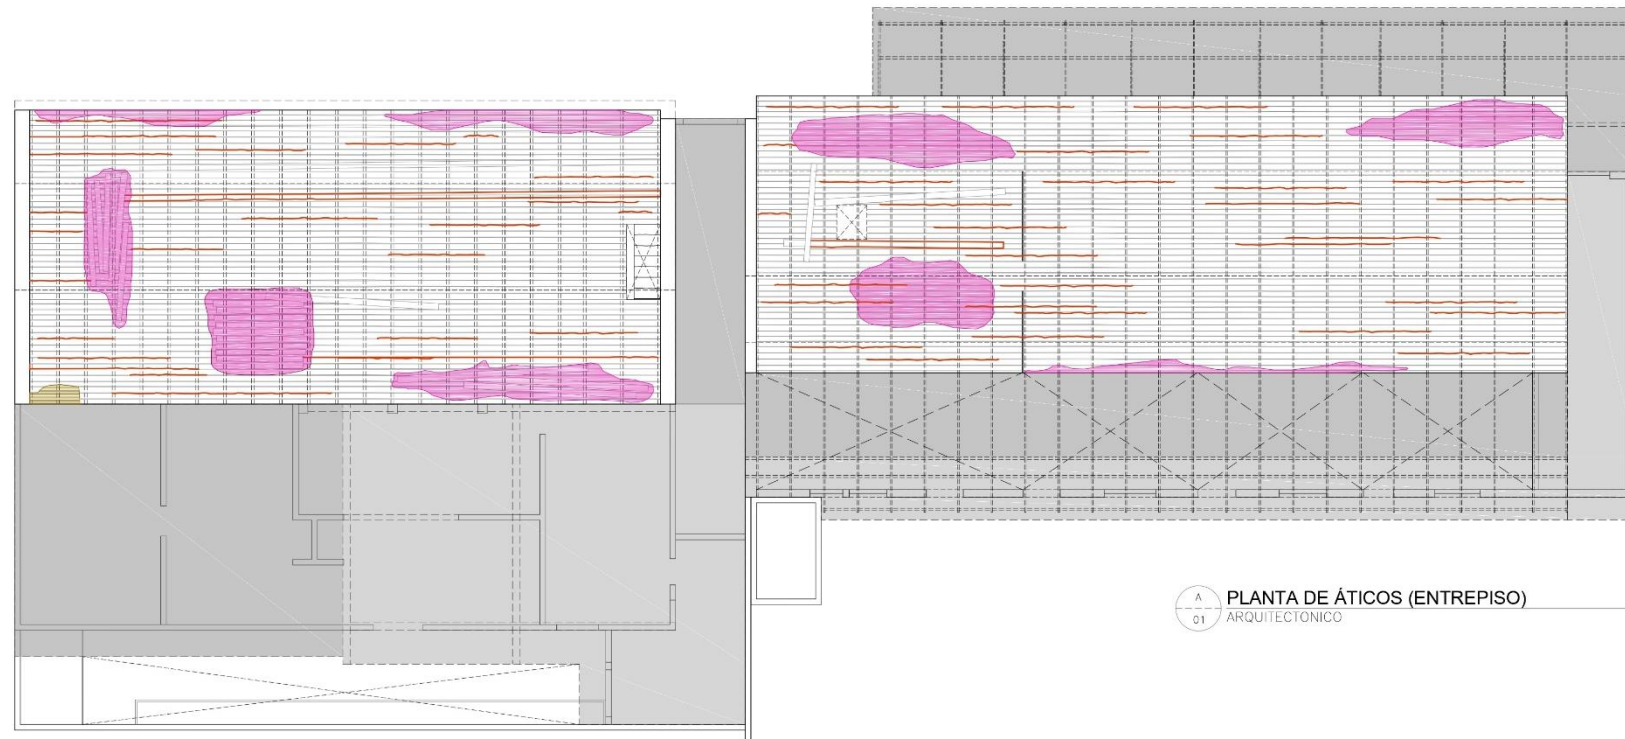 A
01
PLANTA DE ÁTICOS (ENTREPISO)
ARQUITECTONICO